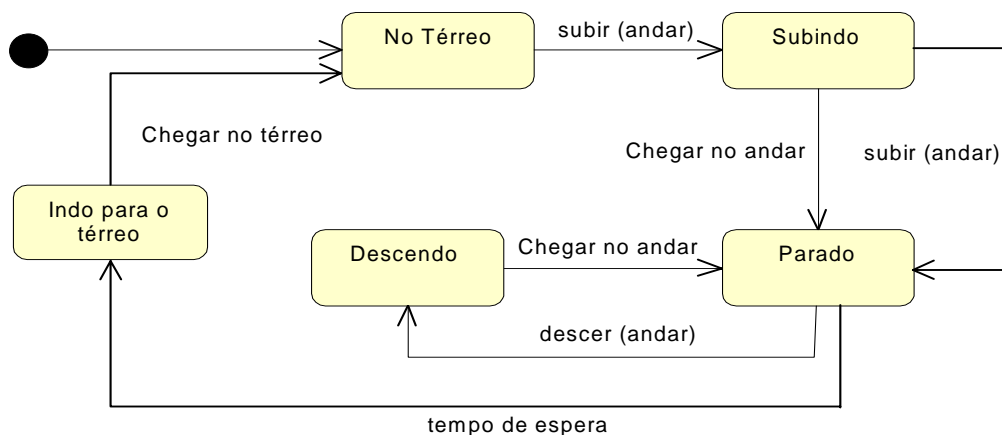 No Térreo
subir (andar)
Subindo
Chegar no térreo
Chegar no andar
subir (andar)
Indo para o
térreo
Descendo
Chegar no andar
Parado
descer (andar)
tempo de espera